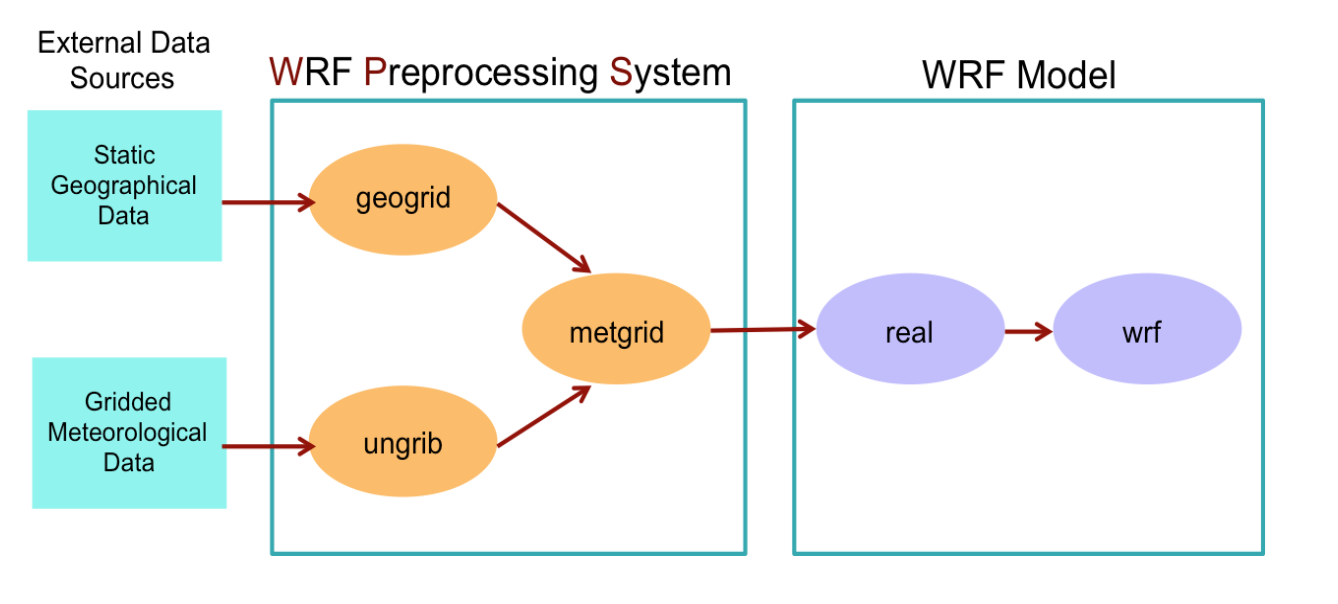 External Data
Sources
WRF Preprocessing System
WRF Model
Static
Geographical
Data
geogrid
metgrid
real
wrf
Gridded
Meteorological
Data
ungrib